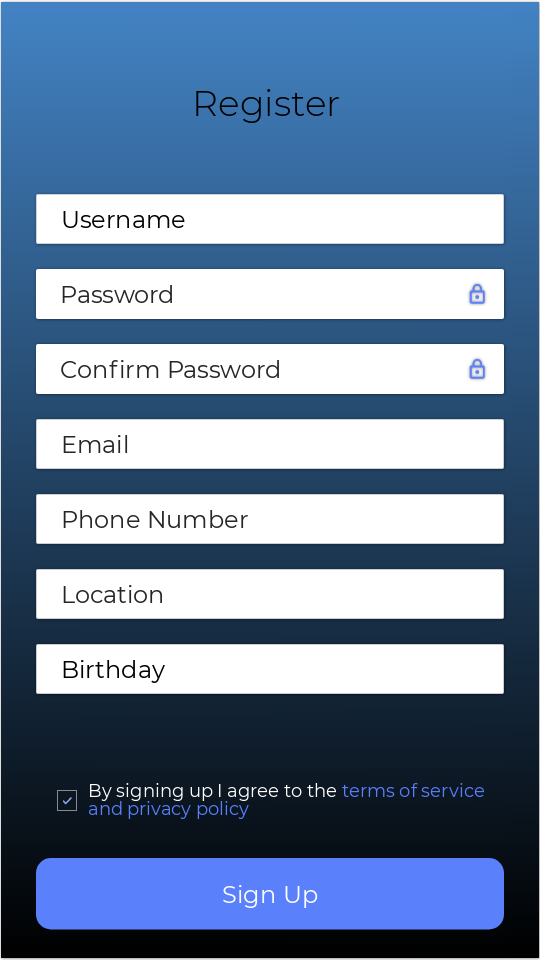 Register
Username
Password
Confirm Password
Email
Phone Number
Location
Birthday
By signing up I agree to the terms of service
and privacy policy
Sign Up